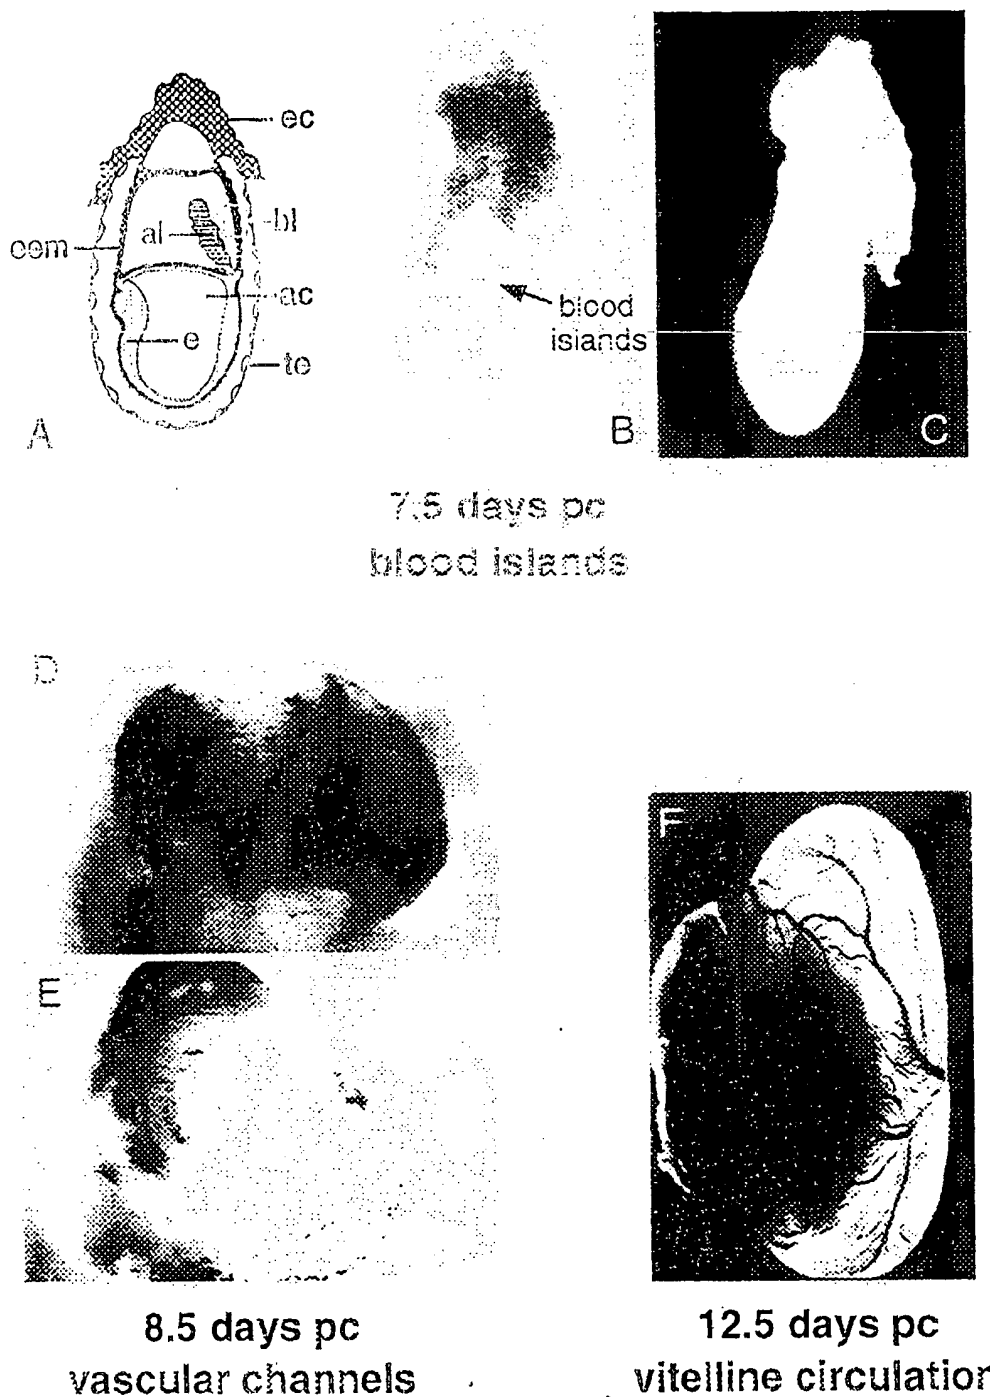 ec
bl
al
eem
ac
e
te
A
blood
islands
B
C
7.5 days pc
blood islands
D
E
F
8.5 days pc
vascular channels
12.5 days pc
vitelline circulation